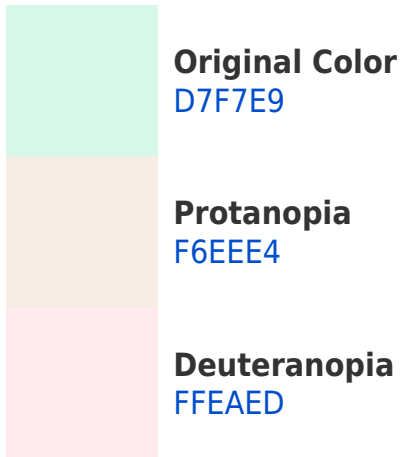 Original Color
D7F7E9
Protanopia
F6EEE4
Deuteranopia
FFEAED